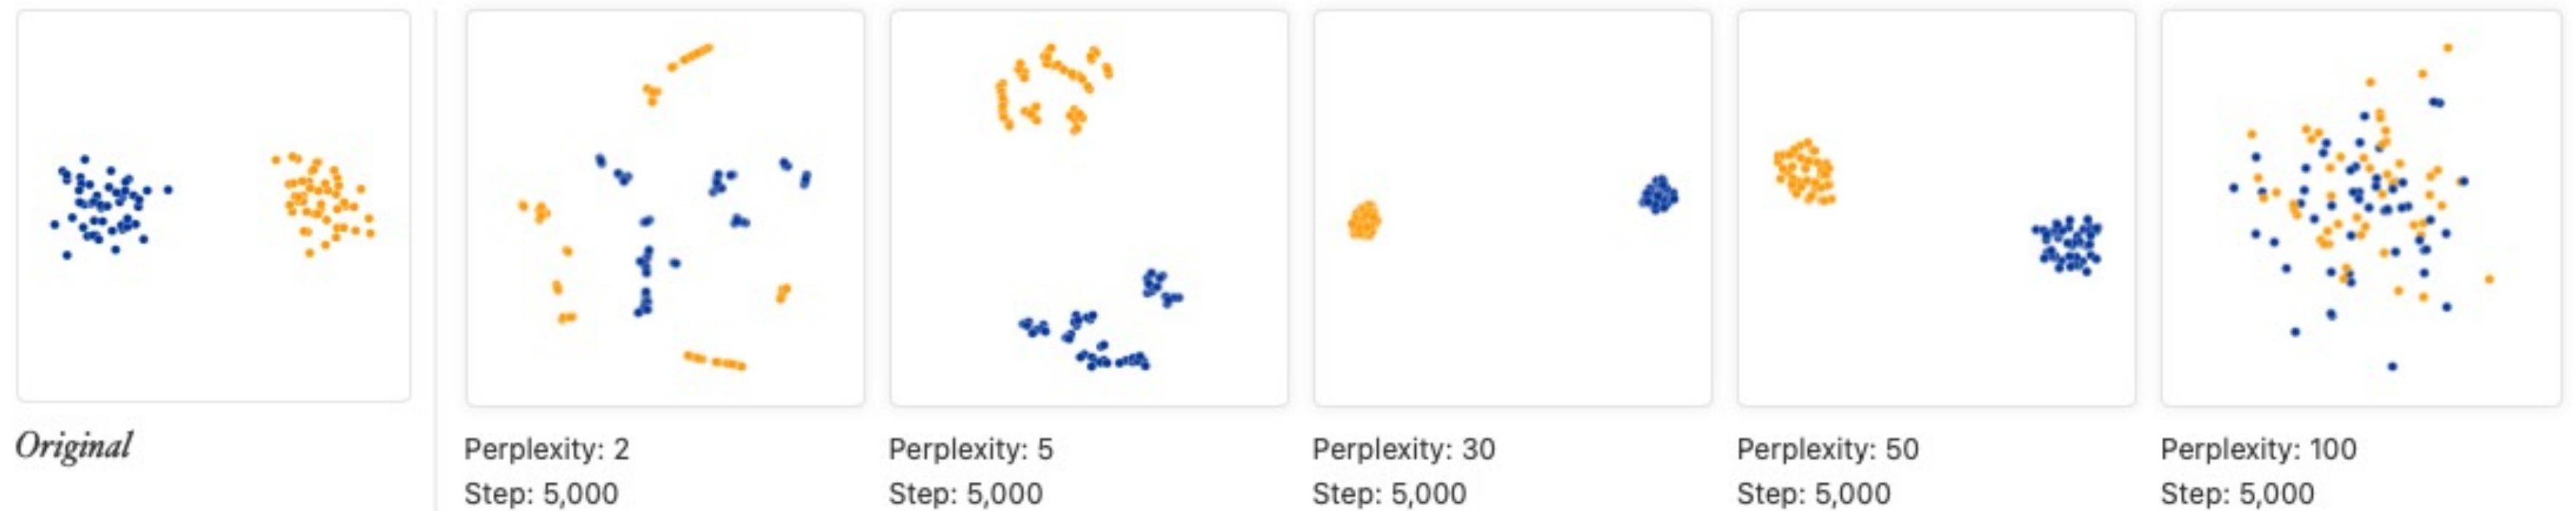 Original
Perplexity: 2
Step: 5,000
Perplexity: 5
Step: 5,000
Perplexity: 30
Step: 5,000
Perplexity: 50
Step: 5,000
Perplexity: 100
Step: 5,000